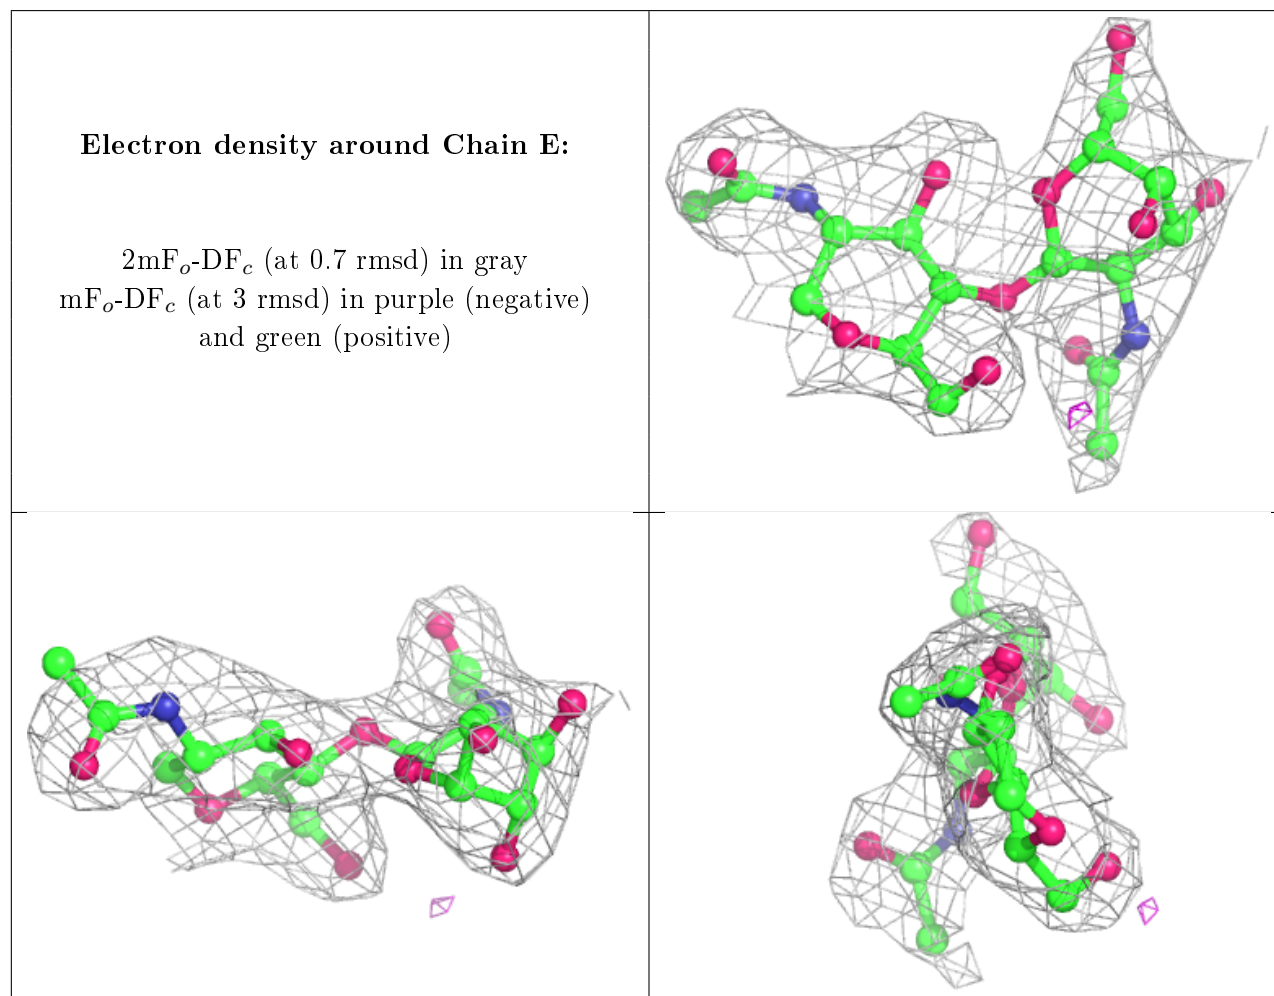 Electron density around Chain E:
2mFₒ-DF𝒸 (at 0.7 rmsd) in gray
mFₒ-DF𝒸 (at 3 rmsd) in purple (negative)
and green (positive)